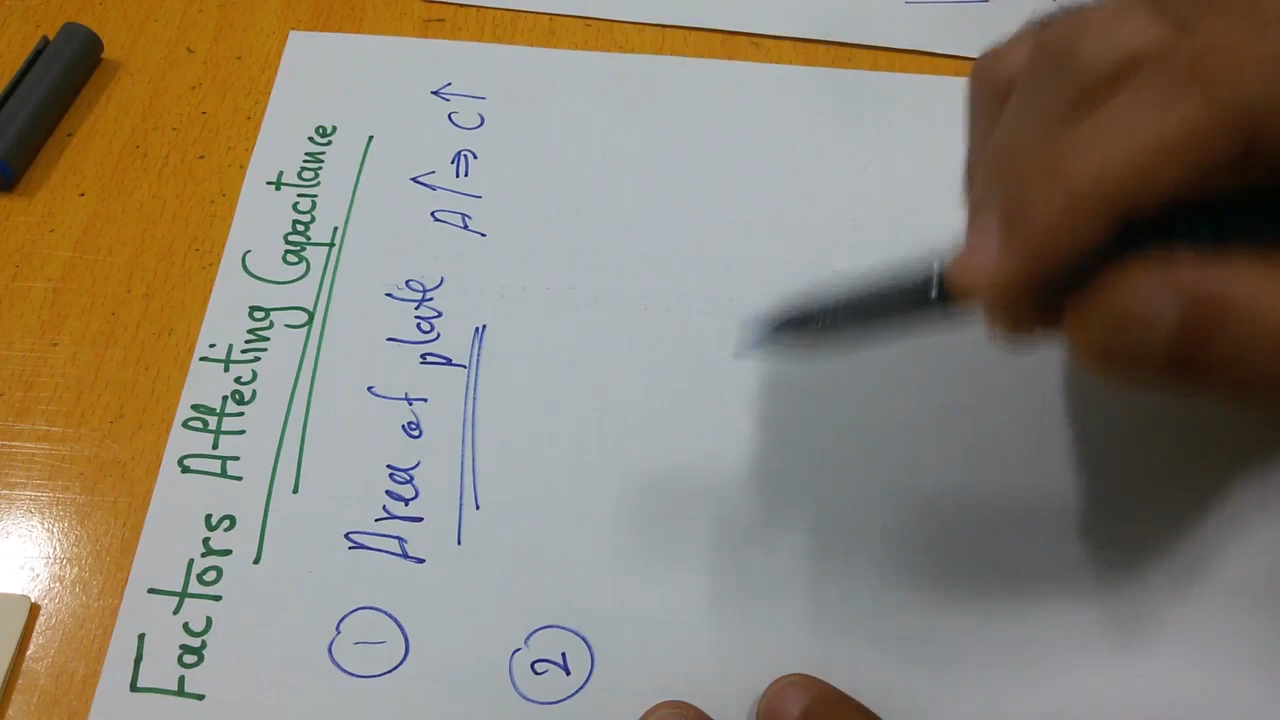 Factors Affecting Capacitance
① Area of plate A↑ ⇒ C↑
②